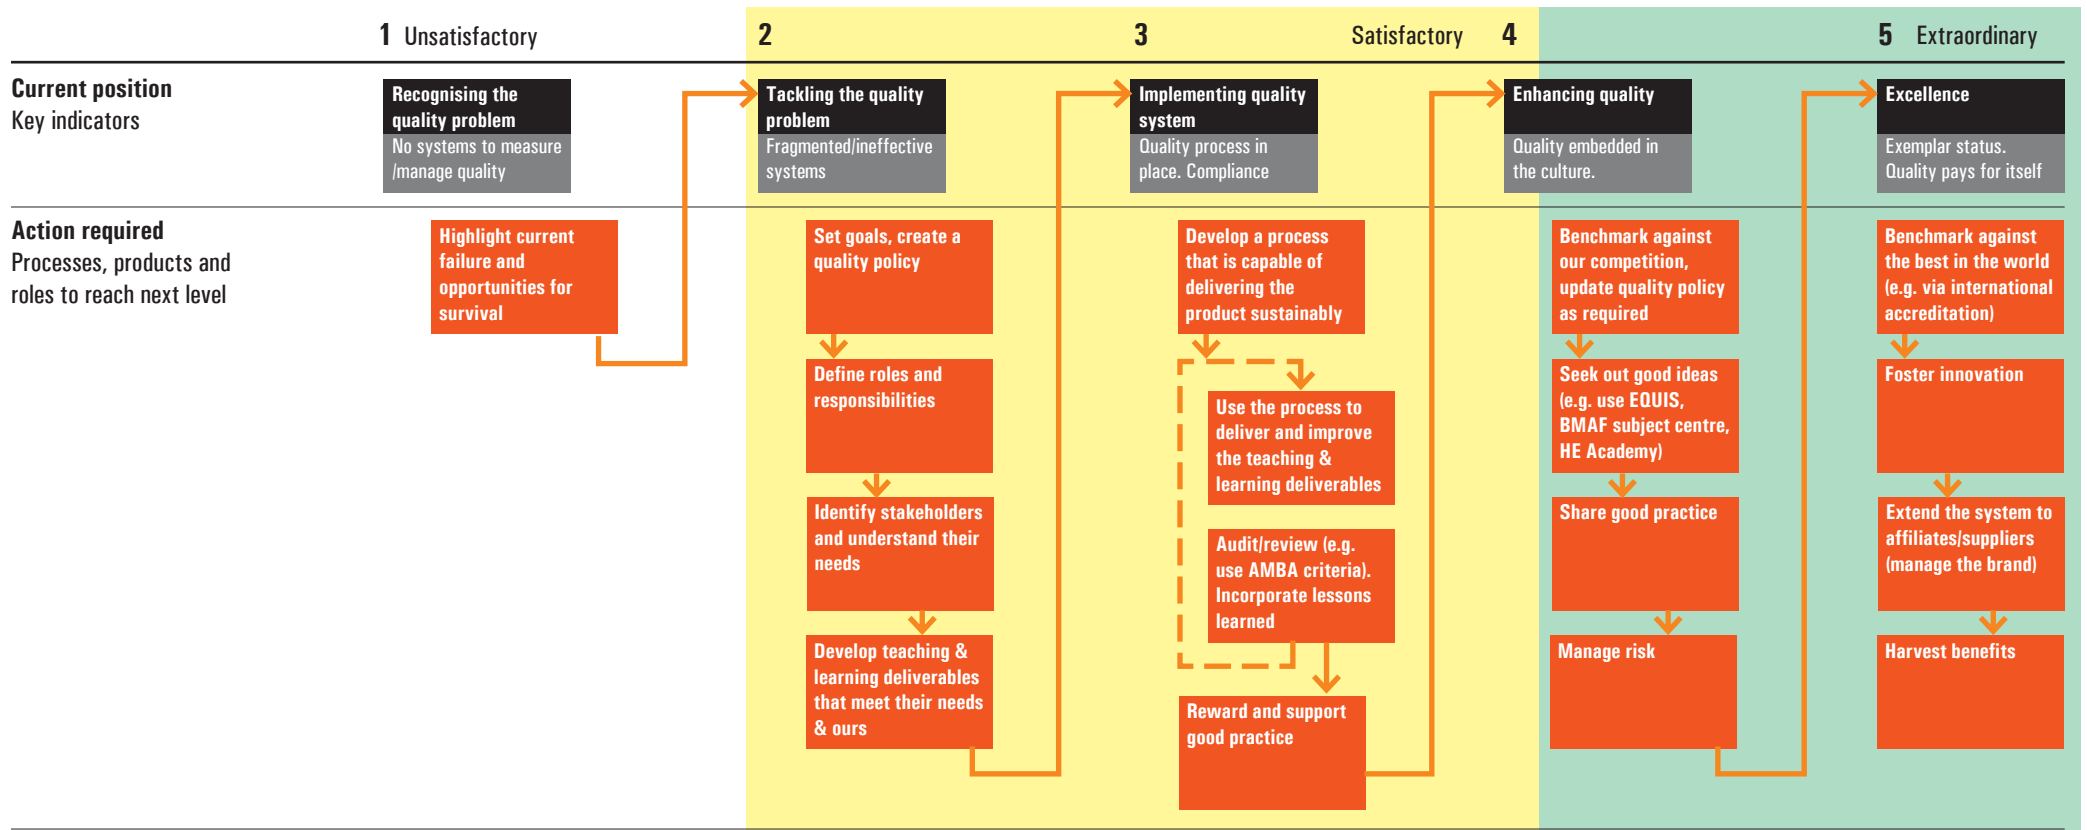 1 Unsatisfactory
2
3
Satisfactory 4
5 Extraordinary
Current position
Key indicators
Recognising the
quality problem
No systems to measure
/manage quality
Tackling the quality
problem
Fragmented/ineffective
systems
Implementing quality
system
Quality process in
place. Compliance
Enhancing quality
Quality embedded in
the culture.
Excellence
Exemplar status.
Quality pays for itself
Action required
Processes, products and
roles to reach next level
Highlight current
failure and
opportunities for
survival
Set goals, create a
quality policy
Define roles and
responsibilities
Identify stakeholders
and understand their
needs
Develop teaching &
learning deliverables
that meet their needs
& ours
Develop a process
that is capable of
delivering the
product sustainably
Use the process to
deliver and improve
the teaching &
learning deliverables
Audit/review (e.g.
use AMBA criteria).
Incorporate lessons
learned
Reward and support
good practice
Benchmark against
our competition,
update quality policy
as required
Seek out good ideas
(e.g. use EQUIS,
BMAF subject centre,
HE Academy)
Share good practice
Manage risk
Benchmark against
the best in the world
(e.g. via international
accreditation)
Foster innovation
Extend the system to
affiliates/suppliers
(manage the brand)
Harvest benefits